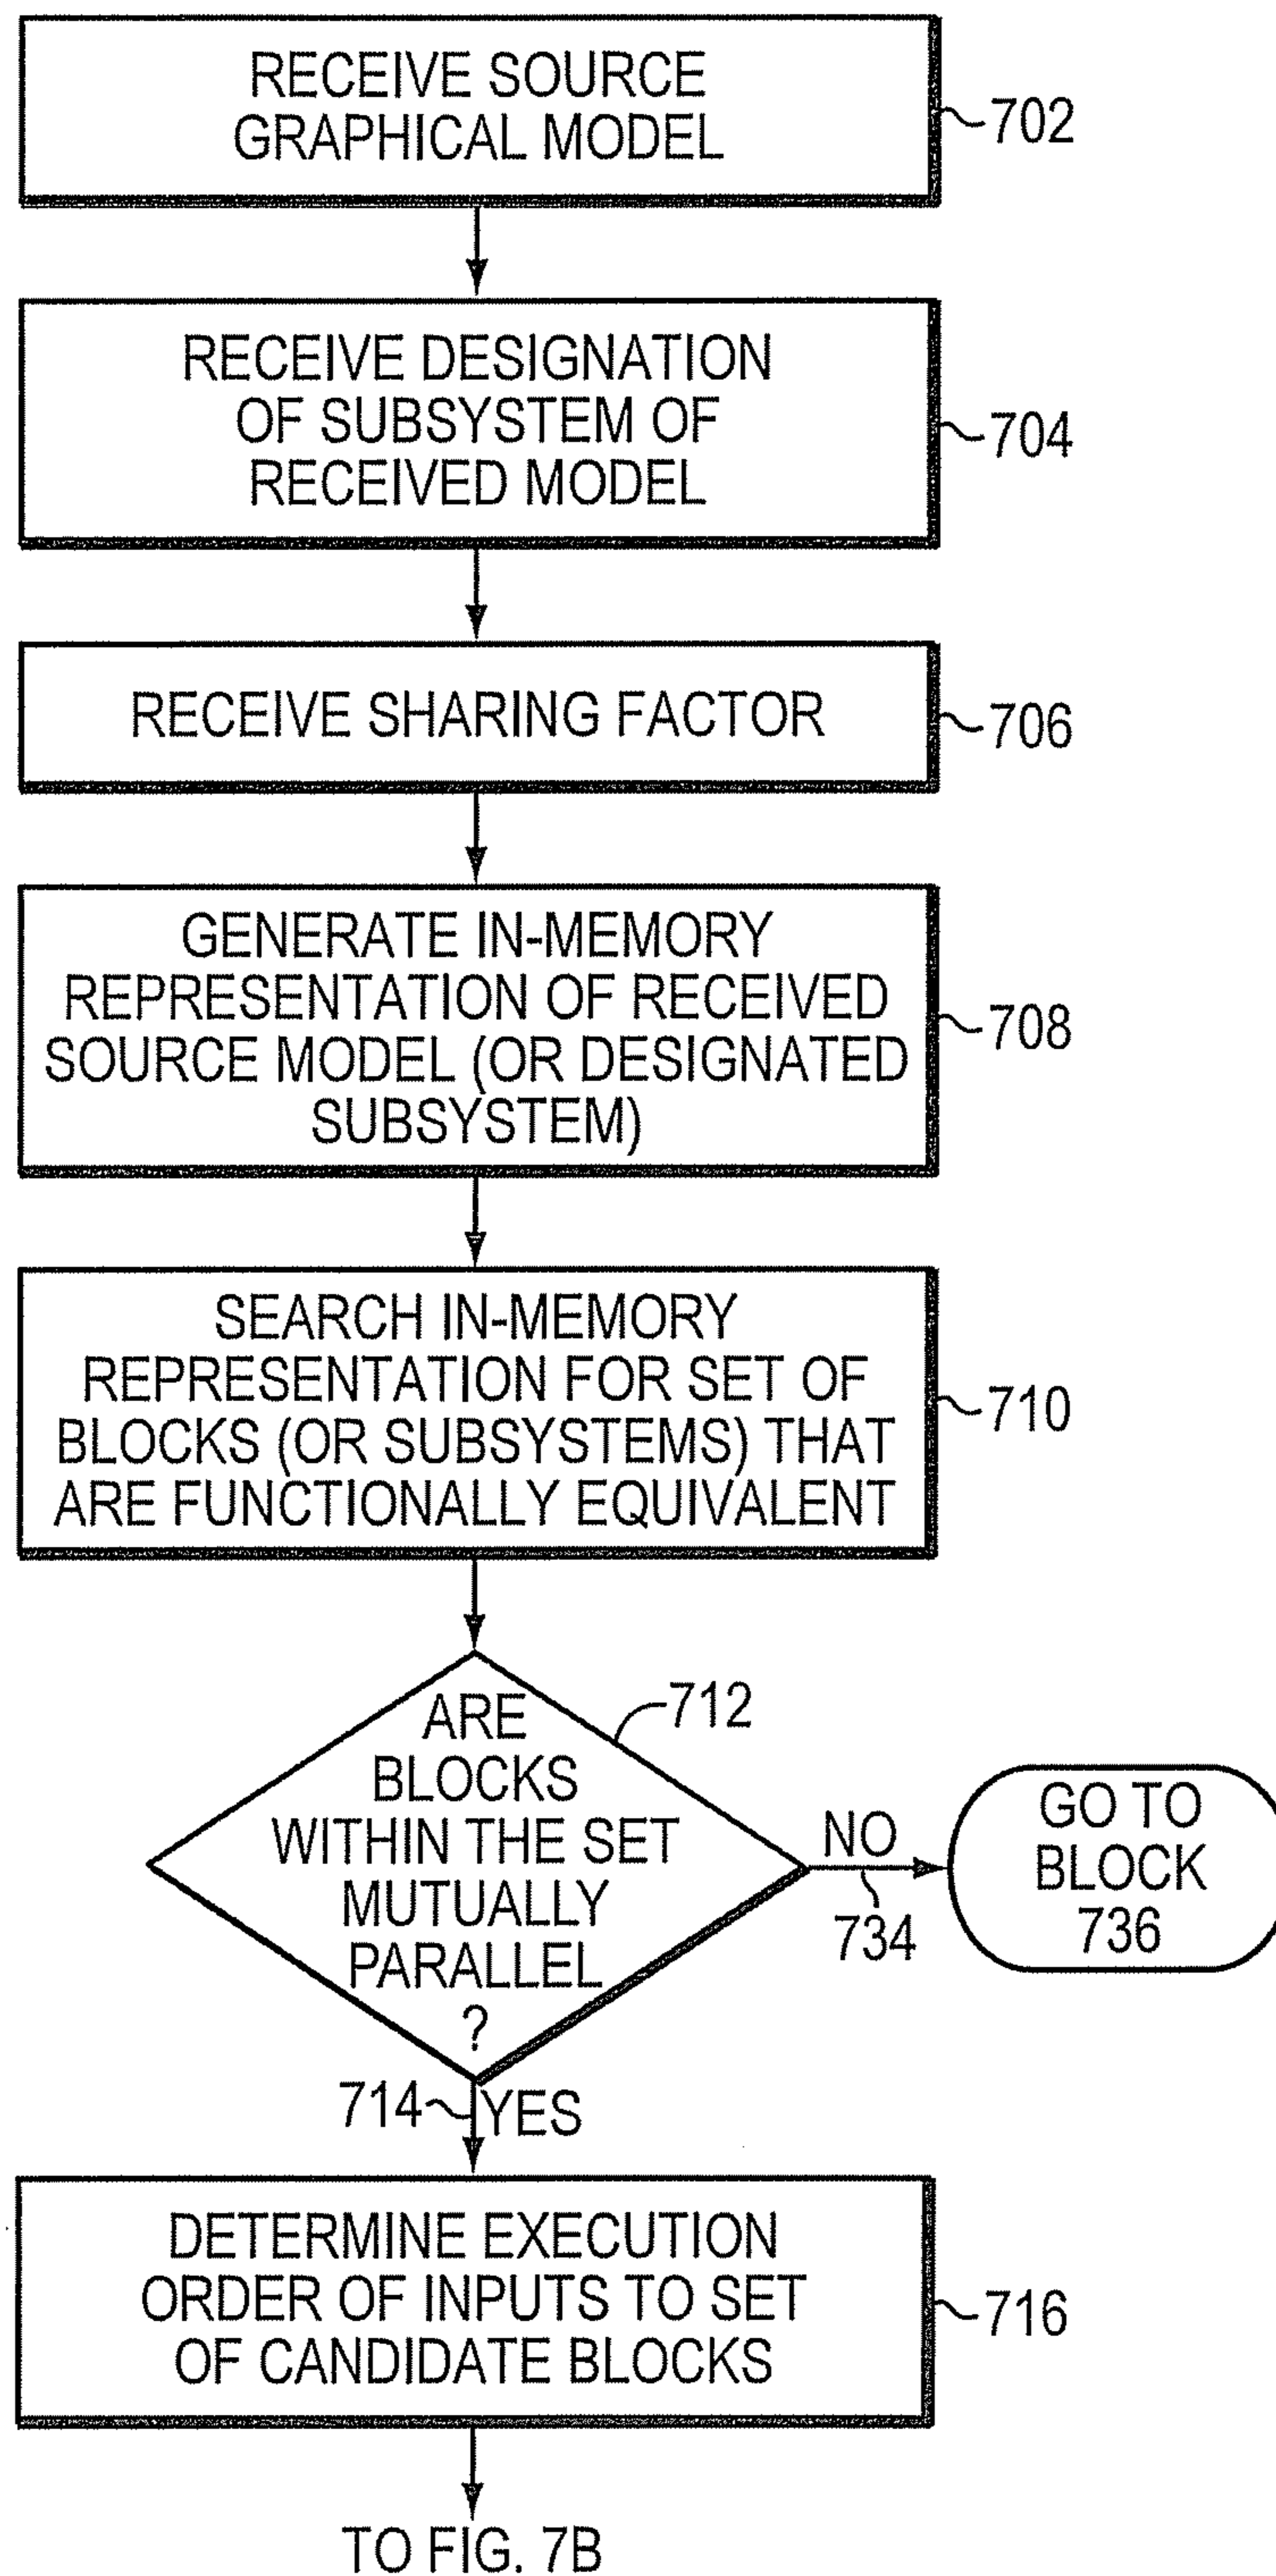 RECEIVE SOURCE
GRAPHICAL MODEL
702
RECEIVE DESIGNATION
OF SUBSYSTEM OF
RECEIVED MODEL
704
RECEIVE SHARING FACTOR
706
GENERATE IN-MEMORY
REPRESENTATION OF RECEIVED
SOURCE MODEL (OR DESIGNATED
SUBSYSTEM)
708
SEARCH IN-MEMORY
REPRESENTATION FOR SET OF
BLOCKS (OR SUBSYSTEMS) THAT
ARE FUNCTIONALLY EQUIVALENT
710
ARE
BLOCKS
WITHIN THE SET
MUTUALLY
PARALLEL
?
712
NO
734
GO TO
BLOCK
736
714
YES
DETERMINE EXECUTION
ORDER OF INPUTS TO SET
OF CANDIDATE BLOCKS
716
TO FIG. 7B